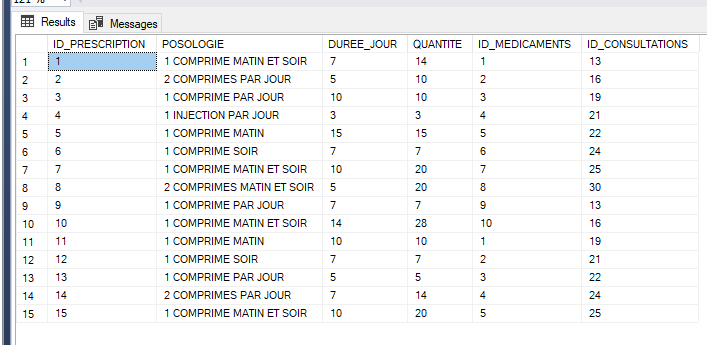 121 %
Results Messages
ID_PRESCRIPTION POSOLOGIE DUREE_JOUR QUANTITE ID_MEDICAMENTS ID_CONSULTATIONS
1 1 1 COMPRIME MATIN ET SOIR 7 14 1 13
2 2 2 COMPRIMES PAR JOUR 5 10 2 16
3 3 1 COMPRIME PAR JOUR 10 10 3 19
4 4 1 INJECTION PAR JOUR 3 3 4 21
5 5 1 COMPRIME MATIN 15 15 5 22
6 6 1 COMPRIME SOIR 7 7 6 24
7 7 1 COMPRIME MATIN ET SOIR 10 20 7 25
8 8 2 COMPRIMES MATIN ET SOIR 5 20 8 30
9 9 1 COMPRIME PAR JOUR 7 7 9 13
10 10 1 COMPRIME MATIN ET SOIR 14 28 10 16
11 11 1 COMPRIME MATIN 10 10 1 19
12 12 1 COMPRIME SOIR 7 7 2 21
13 13 1 COMPRIME PAR JOUR 5 5 3 22
14 14 2 COMPRIMES PAR JOUR 7 14 4 24
15 15 1 COMPRIME MATIN ET SOIR 10 20 5 25